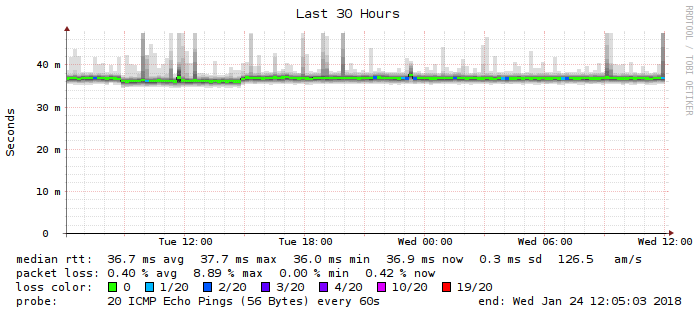 Last 30 Hours
RRDTOOL / TOBI OETIKER
Seconds
40 m
30 m
20 m
10 m
0
Tue 12:00 Tue 18:00 Wed 00:00 Wed 06:00 Wed 12:00
median rtt: 36.7 ms avg 37.7 ms max 36.0 ms min 36.9 ms now 0.3 ms sd 126.5 am/s
packet loss: 0.40 % avg 8.89 % max 0.00 % min 0.42 % now
loss color: 0 1/20 2/20 3/20 4/20 10/20 19/20
probe: 20 ICMP Echo Pings (56 Bytes) every 60s end: Wed Jan 24 12:05:03 2018